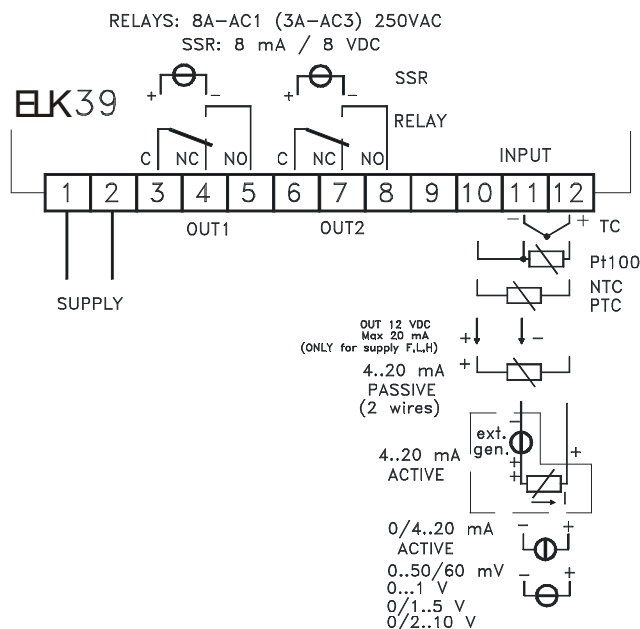 RELAYS: 8A-AC1 (3A-AC3) 250VAC
SSR: 8 mA / 8 VDC
+ - + - SSR
ELK39
RELAY
C NC NO C NC NO INPUT
1 2 3 4 5 6 7 8 9 10 11 12
OUT1 OUT2 - + TC
Pt100
SUPPLY
NTC
PTC
OUT 12 VDC
Max 20 mA
(ONLY for supply F,L,H)
+ -
4..20 mA
PASSIVE
(2 wires)
+
ext.
gen.
-
+
+
+
I
4..20 mA
ACTIVE
0/4..20 mA
ACTIVE
- +
0..50/60 mV
0...1 V
0/1..5 V
0/2..10 V
- +